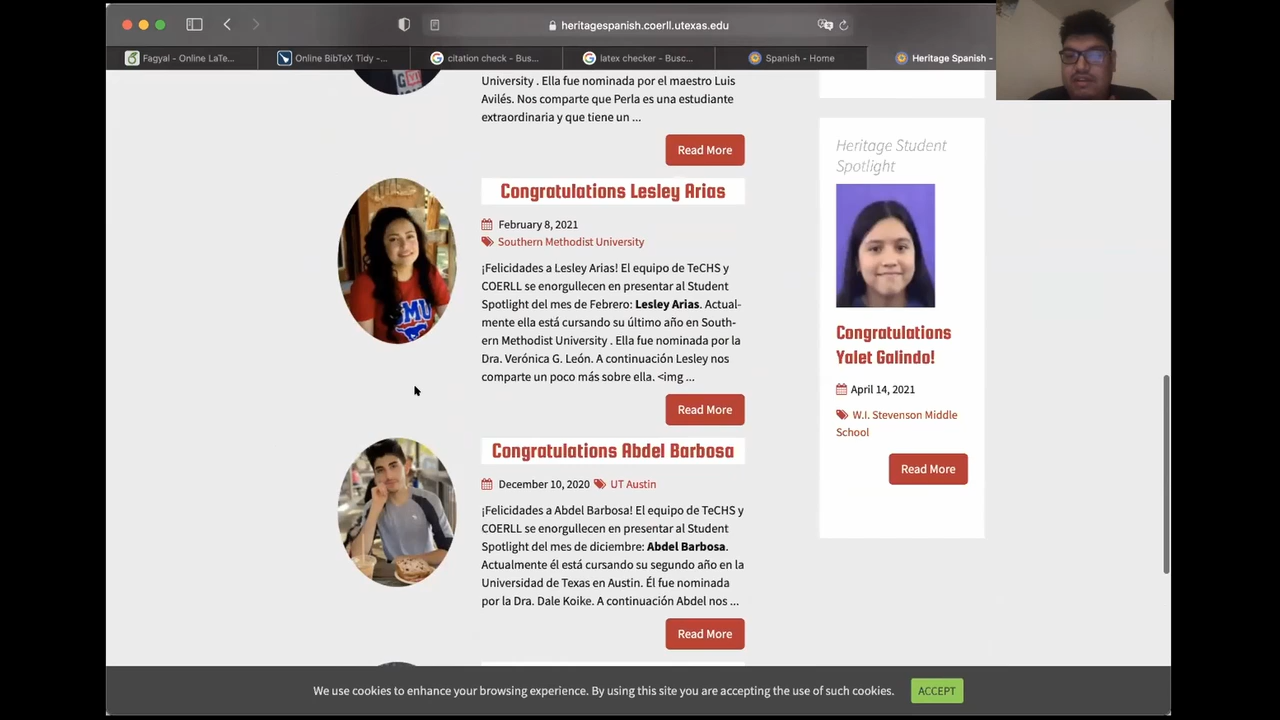 heritagespanish.coerll.utexas.edu
Fagyal - Online LaTe...
Online BibTeX Tidy -...
citation check - Bus...
latex checker - Busc...
Spanish - Home
Heritage Spanish -
University . Ella fue nominada por el maestro Luis
Avilés. Nos comparte que Perla es una estudiante
extraordinaria y que tiene un ...
Read More
Congratulations Lesley Arias
February 8, 2021
Southern Methodist University
¡Felicidades a Lesley Arias! El equipo de TeCHS y
COERLL se enorgullecen en presentar al Student
Spotlight del mes de Febrero: Lesley Arias. Actual-
mente ella está cursando su último año en South-
ern Methodist University . Ella fue nominada por la
Dra. Verónica G. León. A continuación Lesley nos
comparte un poco más sobre ella. <img ...
Read More
Congratulations Abdel Barbosa
December 10, 2020 UT Austin
¡Felicidades a Abdel Barbosa! El equipo de TeCHS y
COERLL se enorgullecen en presentar al Student
Spotlight del mes de diciembre: Abdel Barbosa.
Actualmente él está cursando su segundo año en la
Universidad de Texas en Austin. Él fue nominada
por la Dra. Dale Koike. A continuación Abdel nos ...
Read More
Heritage Student
Spotlight
Congratulations
Yalet Galindo!
April 14, 2021
W.I. Stevenson Middle
School
Read More
We use cookies to enhance your browsing experience. By using this site you are accepting the use of such cookies.
ACCEPT